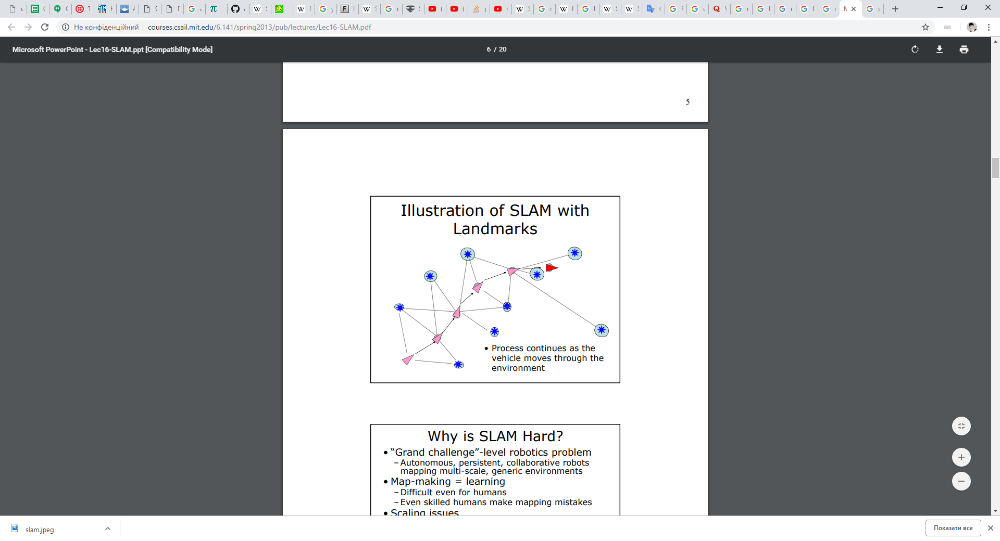 Не конфіденційний
courses.csail.mit.edu/6.141/spring2013/pub/lectures/Lec16-SLAM.pdf
Microsoft PowerPoint - Lec16-SLAM.ppt [Compatibility Mode]
6 / 20
5
Illustration of SLAM with
Landmarks
• Process continues as the
vehicle moves through the
environment
Why is SLAM Hard?
• “Grand challenge”-level robotics problem
– Autonomous, persistent, collaborative robots
mapping multi-scale, generic environments
• Map-making = learning
– Difficult even for humans
– Even skilled humans make mapping mistakes
• Scaling issues
slam.jpeg
Показати все